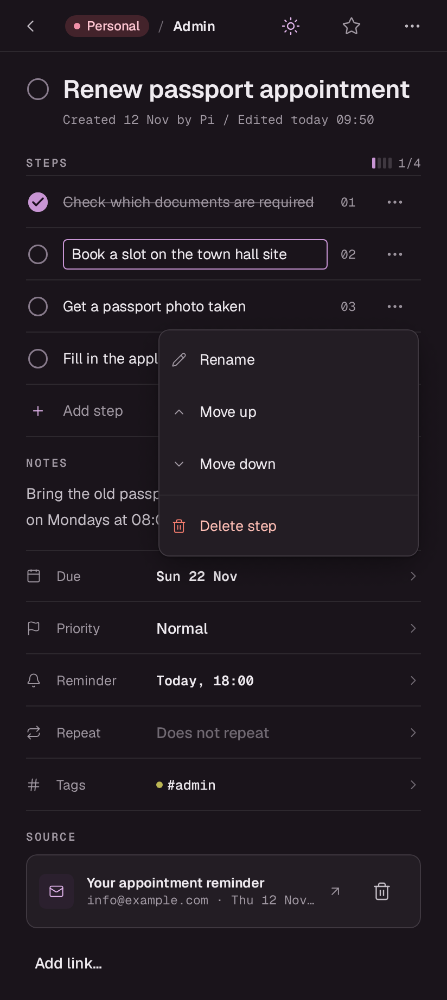 Personal / Admin
Renew passport appointment
Created 12 Nov by Pi / Edited today 09:50
STEPS 1/4
Check which documents are required 01
Book a slot on the town hall site 02
Get a passport photo taken 03
Fill in the appl
Rename
Move up
Move down
Delete step
Add step
NOTES
Bring the old
on Mondays at
Due Sun 22 Nov
Priority Normal
Reminder Today, 18:00
Repeat Does not repeat
Tags #admin
SOURCE
Your appointment reminder
info@example.com · Thu 12 Nov…
Add link…